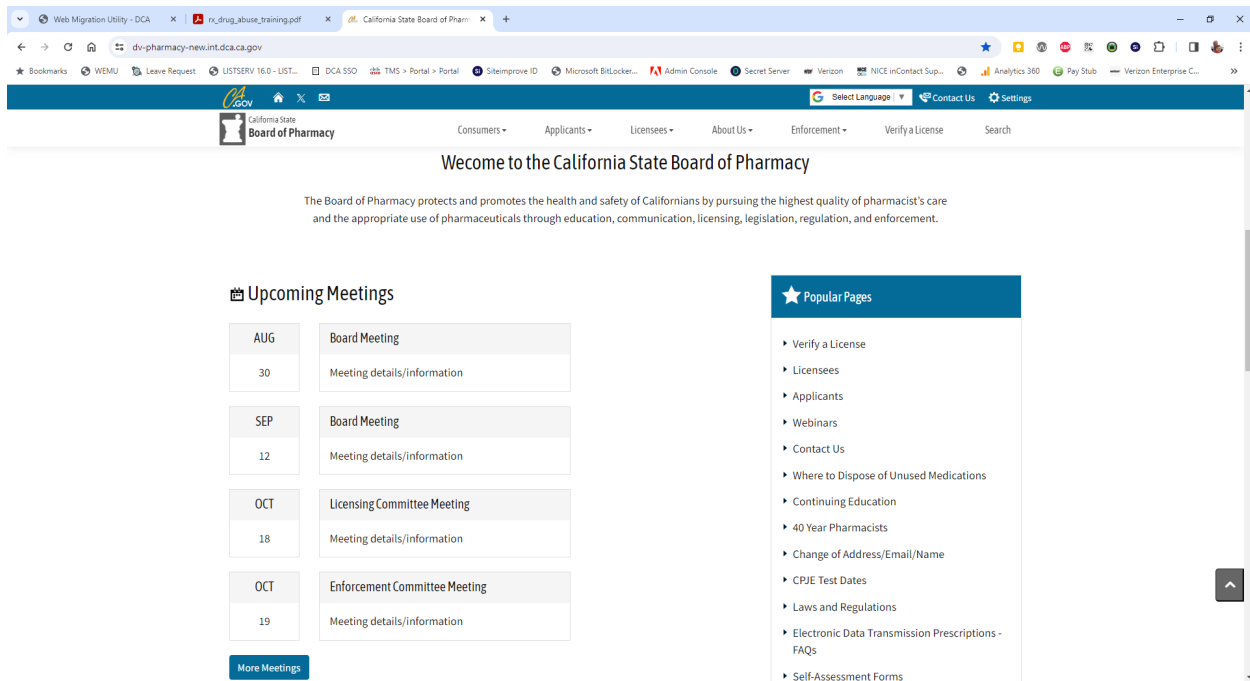 Web Migration Utility - DCA
rx_drug_abuse_training.pdf
California State Board of Pharm
dv-pharmacy-new.int.dca.ca.gov
Bookmarks WEMU Leave Request LISTSERV 16.0 - LIST... DCA SSO TMS > Portal > Portal Siteimprove ID Microsoft BitLocker... Admin Console Secret Server Verizon NICE inContact Sup... Analytics 360 Pay Stub Verizon Enterprise C... »
CA.GOV Select Language ▼ Contact Us Settings
California State
Board of Pharmacy
Consumers Applicants Licensees About Us Enforcement Verify a License Search
Wecome to the California State Board of Pharmacy
The Board of Pharmacy protects and promotes the health and safety of Californians by pursuing the highest quality of pharmacist's care
and the appropriate use of pharmaceuticals through education, communication, licensing, legislation, regulation, and enforcement.
Upcoming Meetings
AUG Board Meeting
30 Meeting details/information
SEP Board Meeting
12 Meeting details/information
OCT Licensing Committee Meeting
18 Meeting details/information
OCT Enforcement Committee Meeting
19 Meeting details/information
More Meetings
Popular Pages
Verify a License
Licensees
Applicants
Webinars
Contact Us
Where to Dispose of Unused Medications
Continuing Education
40 Year Pharmacists
Change of Address/Email/Name
CPJE Test Dates
Laws and Regulations
Electronic Data Transmission Prescriptions -
FAQs
Self-Assessment Forms